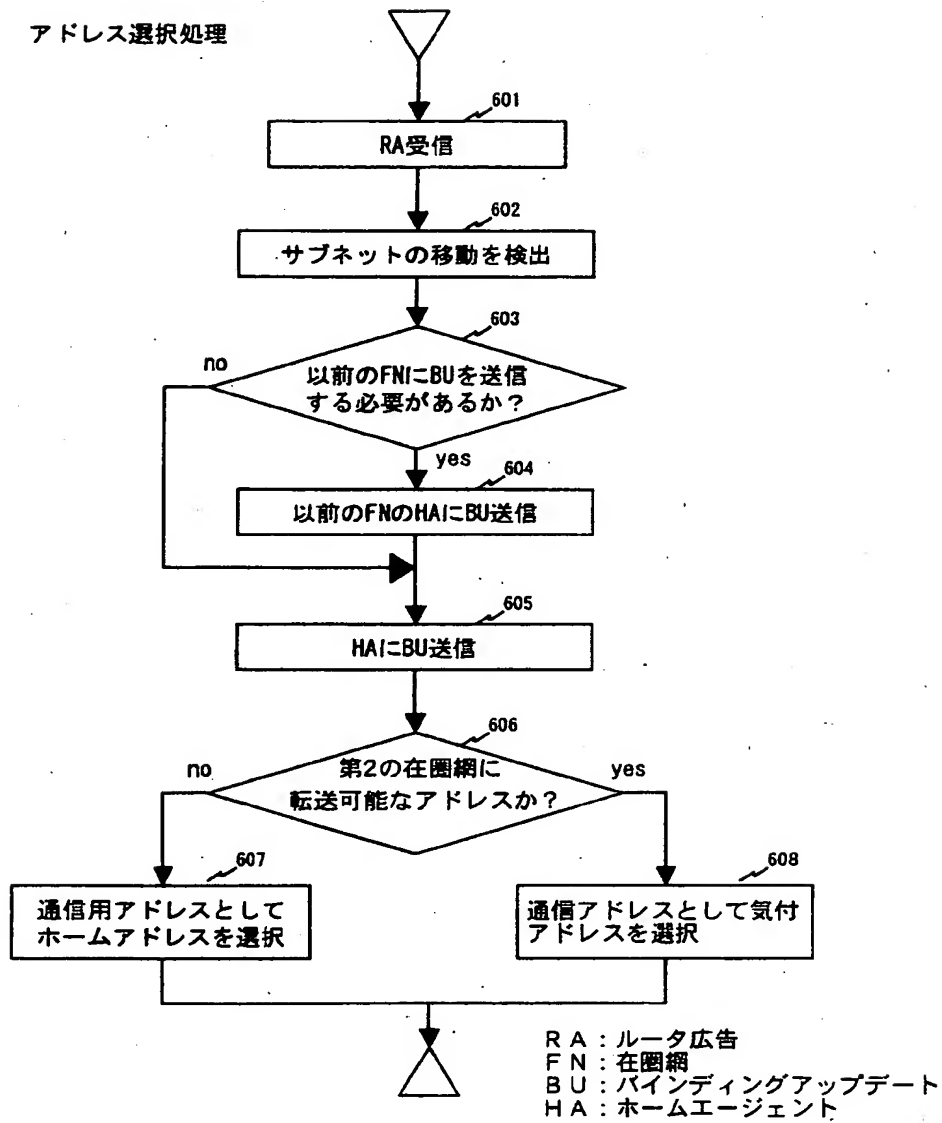 アドレス選択処理
601
RA受信
602
サブネットの移動を検出
603
no
以前のFNにBUを送信
する必要があるか?
yes
604
以前のFNのHAにBU送信
605
HAにBU送信
606
no
第2の在圏網に
転送可能なアドレスか?
yes
607
通信用アドレスとして
ホームアドレスを選択
608
通信アドレスとして気付
アドレスを選択
RA:ルータ広告
FN:在圏網
BU:バインディングアップデート
HA:ホームエージェント